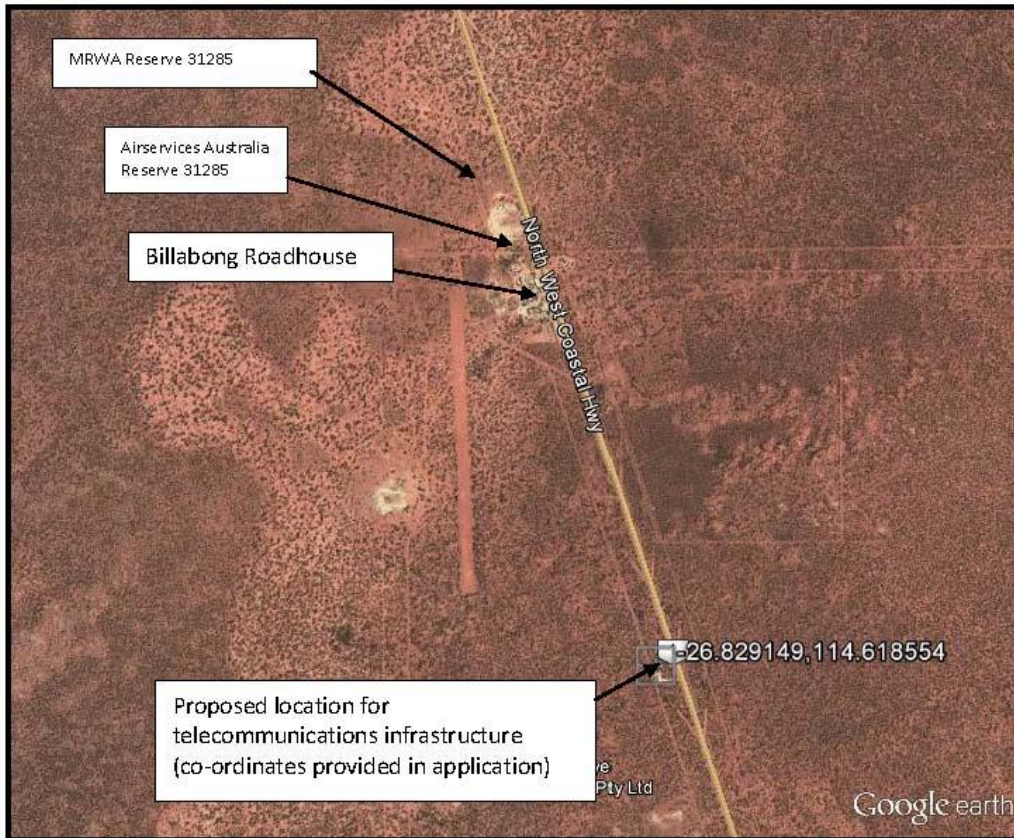 MRWA Reserve 31285
Airservices Australia
Reserve 31285
Billabong Roadhouse
North West Coastal Hwy
-26.829149,114.618554
Proposed location for
telecommunications infrastructure
(co-ordinates provided in application)
Pty Ltd
Google earth